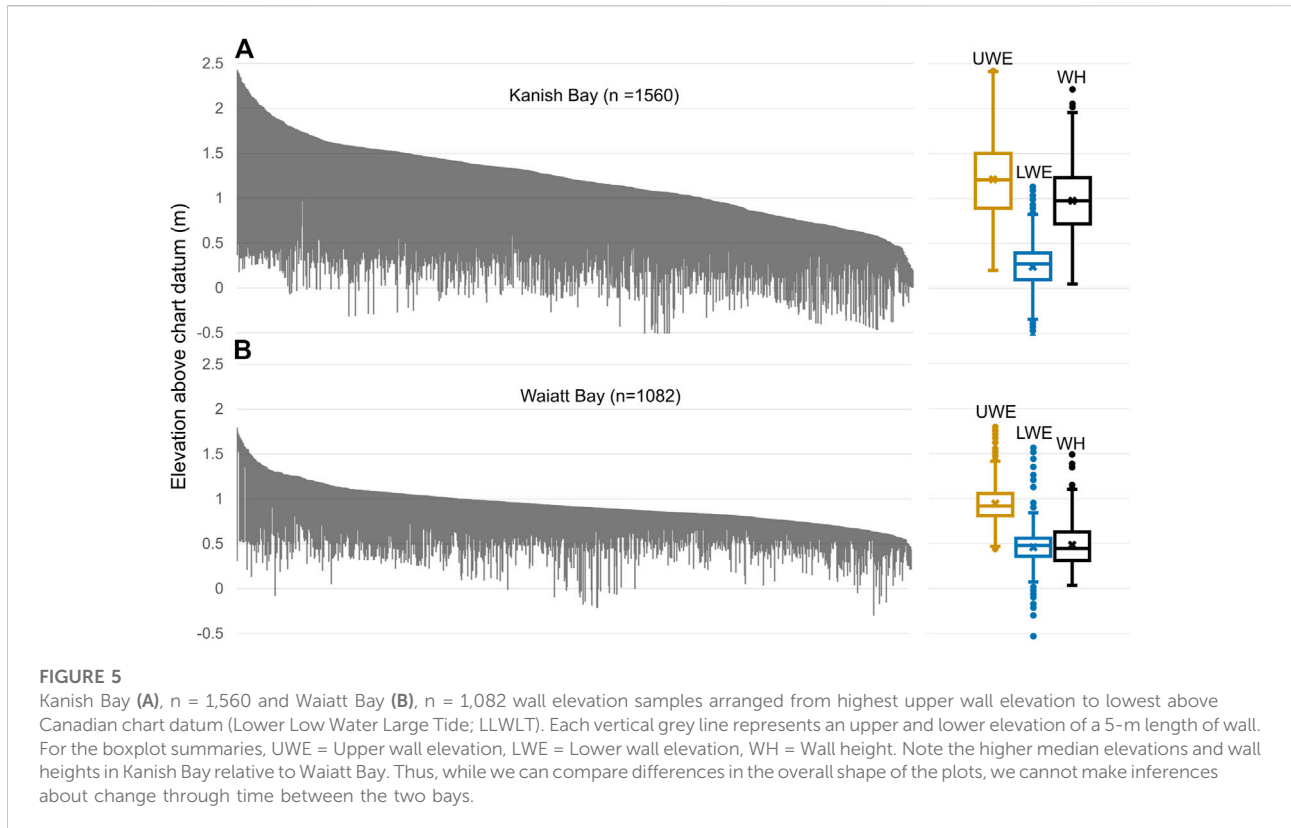 A
2.5
2
1.5
1
0.5
0
-0.5
Kanish Bay (n =1560)
UWE
LWE
WH
Elevation above chart datum (m)
B
2.5
2
1.5
1
0.5
0
-0.5
Waiatt Bay (n=1082)
UWE
LWE
WH
FIGURE 5
Kanish Bay (A), n = 1,560 and Waiatt Bay (B), n = 1,082 wall elevation samples arranged from highest upper wall elevation to lowest above
Canadian chart datum (Lower Low Water Large Tide; LLWLT). Each vertical grey line represents an upper and lower elevation of a 5-m length of wall.
For the boxplot summaries, UWE = Upper wall elevation, LWE = Lower wall elevation, WH = Wall height. Note the higher median elevations and wall
heights in Kanish Bay relative to Waiatt Bay. Thus, while we can compare differences in the overall shape of the plots, we cannot make inferences
about change through time between the two bays.